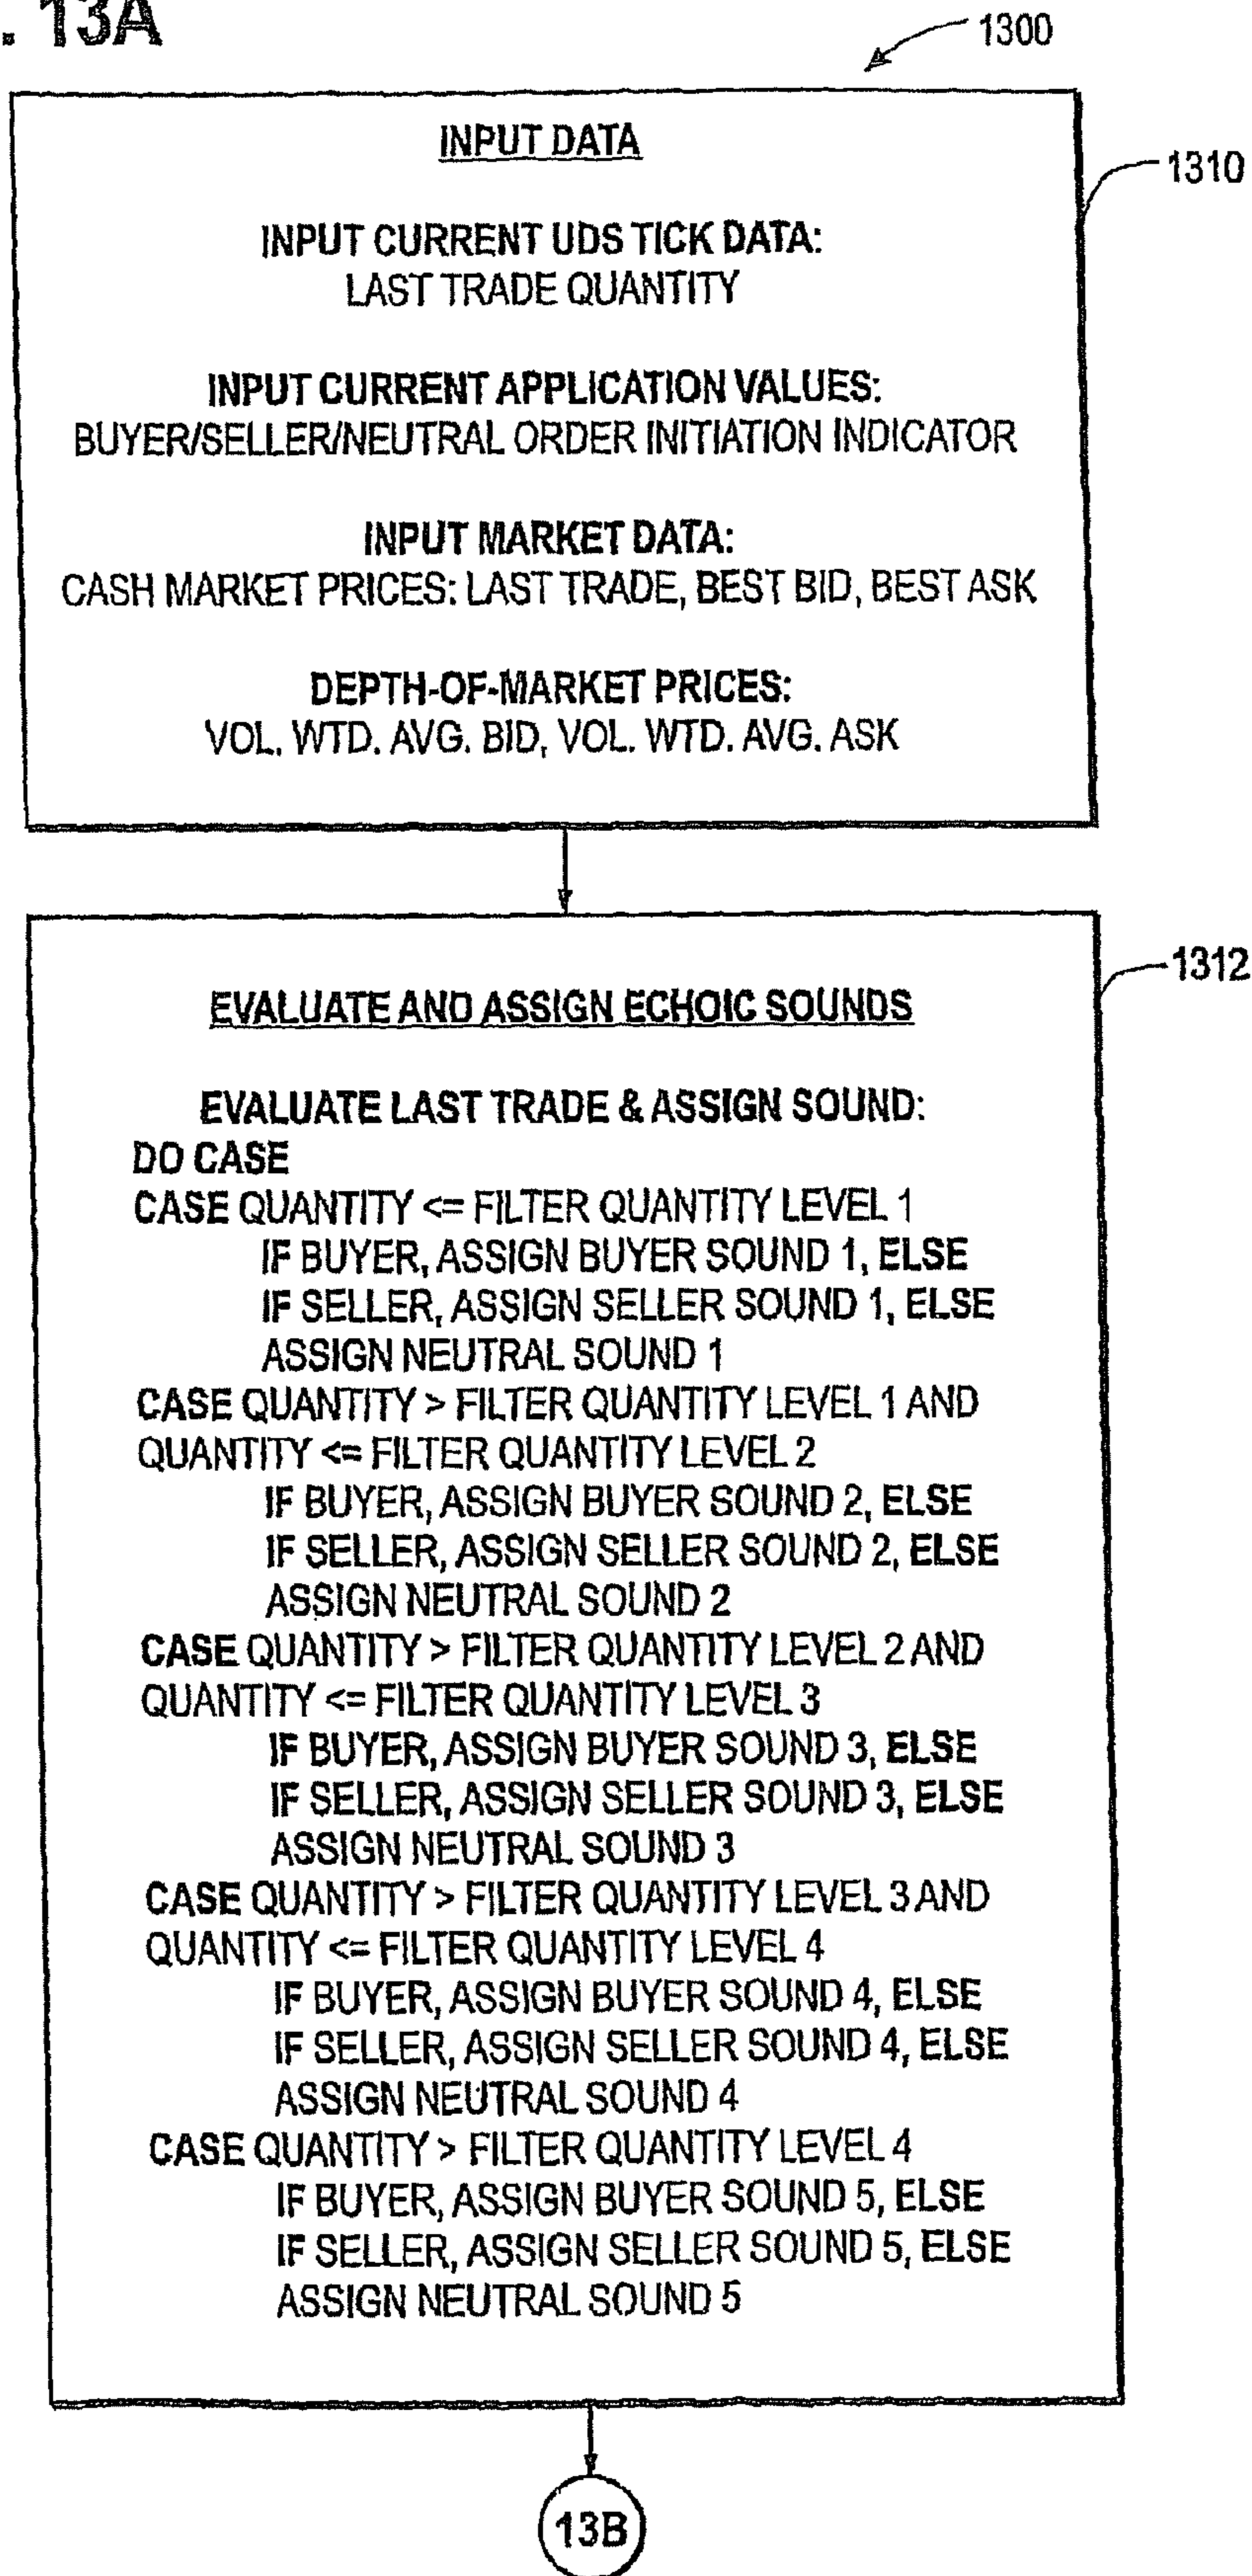 . 13A
1300
INPUT DATA
1310
INPUT CURRENT UDS TICK DATA:
LAST TRADE QUANTITY
INPUT CURRENT APPLICATION VALUES:
BUYER/SELLER/NEUTRAL ORDER INITIATION INDICATOR
INPUT MARKET DATA:
CASH MARKET PRICES: LAST TRADE, BEST BID, BEST ASK
DEPTH-OF-MARKET PRICES:
VOL. WTD. AVG. BID, VOL. WTD. AVG. ASK
1312
EVALUATE AND ASSIGN ECHOIC SOUNDS
EVALUATE LAST TRADE & ASSIGN SOUND:
DO CASE
CASE QUANTITY <= FILTER QUANTITY LEVEL 1
IF BUYER, ASSIGN BUYER SOUND 1, ELSE
IF SELLER, ASSIGN SELLER SOUND 1, ELSE
ASSIGN NEUTRAL SOUND 1
CASE QUANTITY > FILTER QUANTITY LEVEL 1 AND
QUANTITY <= FILTER QUANTITY LEVEL 2
IF BUYER, ASSIGN BUYER SOUND 2, ELSE
IF SELLER, ASSIGN SELLER SOUND 2, ELSE
ASSIGN NEUTRAL SOUND 2
CASE QUANTITY > FILTER QUANTITY LEVEL 2 AND
QUANTITY <= FILTER QUANTITY LEVEL 3
IF BUYER, ASSIGN BUYER SOUND 3, ELSE
IF SELLER, ASSIGN SELLER SOUND 3, ELSE
ASSIGN NEUTRAL SOUND 3
CASE QUANTITY > FILTER QUANTITY LEVEL 3 AND
QUANTITY <= FILTER QUANTITY LEVEL 4
IF BUYER, ASSIGN BUYER SOUND 4, ELSE
IF SELLER, ASSIGN SELLER SOUND 4, ELSE
ASSIGN NEUTRAL SOUND 4
CASE QUANTITY > FILTER QUANTITY LEVEL 4
IF BUYER, ASSIGN BUYER SOUND 5, ELSE
IF SELLER, ASSIGN SELLER SOUND 5, ELSE
ASSIGN NEUTRAL SOUND 5
13B